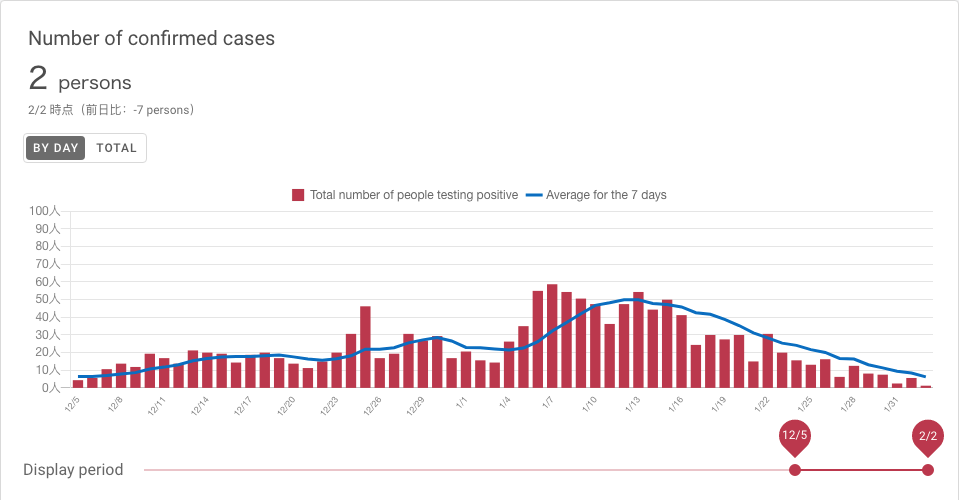 Number of confirmed cases
2 persons
2/2 時点（前日比：-7 persons）
BY DAY TOTAL
Total number of people testing positive Average for the 7 days
100人
90人
80人
70人
60人
50人
40人
30人
20人
10人
0人
12/5 12/8 12/11 12/14 12/17 12/20 12/23 12/26 12/29 1/1 1/4 1/7 1/10 1/13 1/16 1/19 1/22 1/25 1/28 1/31
12/5 2/2
Display period